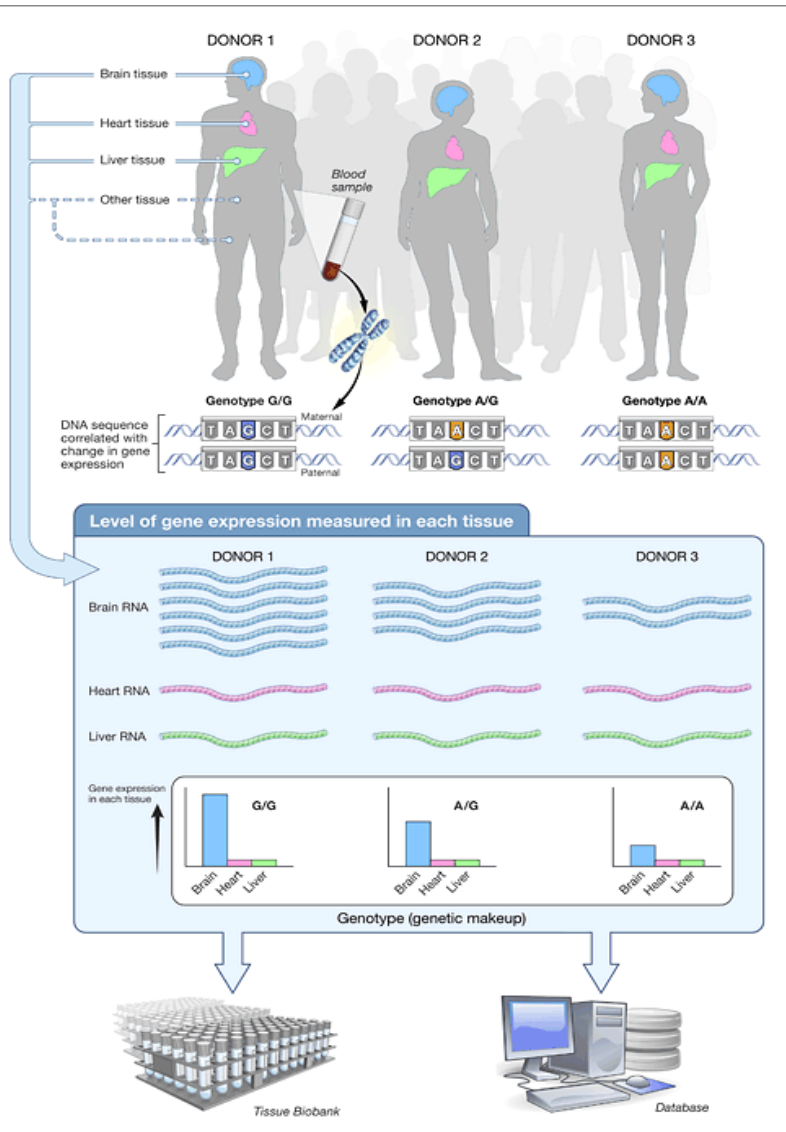 DONOR 1
DONOR 2
DONOR 3
Brain tissue
Heart tissue
Liver tissue
Other tissue
Blood
sample
Genotype G/G
Genotype A/G
Genotype A/A
DNA sequence
correlated with
change in gene
expression
Maternal
T A G C T
T A A C T
T A A C T
T A G C T
T A G C T
T A A C T
Paternal
Level of gene expression measured in each tissue
DONOR 1
DONOR 2
DONOR 3
Brain RNA
Heart RNA
Liver RNA
Gene expression
in each tissue
G/G
A/G
A/A
Brain
Heart
Liver
Brain
Heart
Liver
Brain
Heart
Liver
Genotype (genetic makeup)
Tissue Biobank
Database